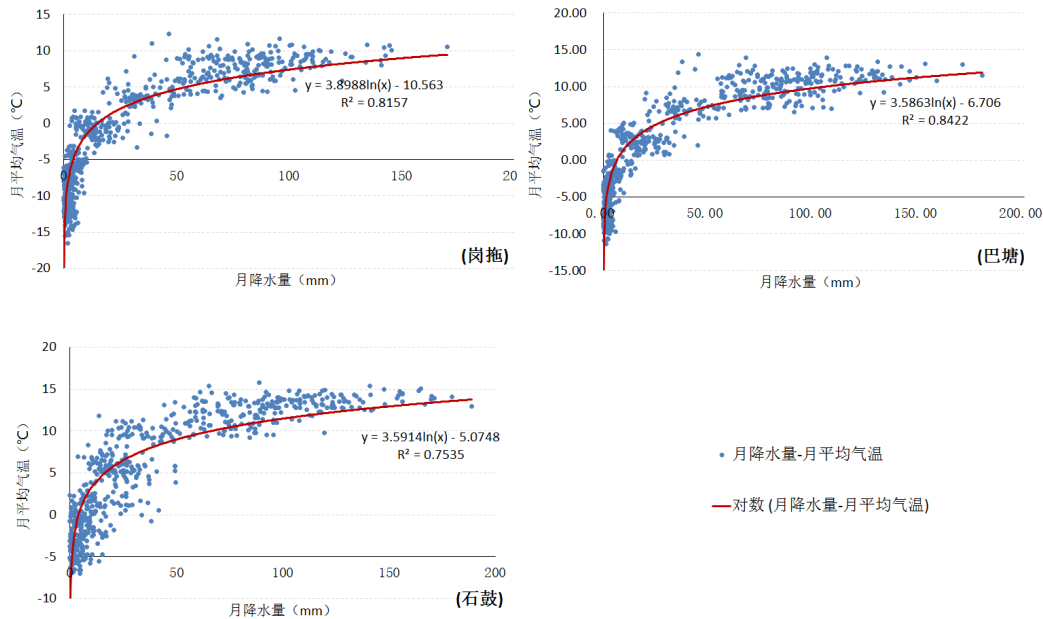 15
10
5
0
-5
-10
-15
-20
0
50
100
150
20
月平均气温（℃）
月降水量（mm）
y = 3.8988ln(x) - 10.563
R² = 0.8157
(岗拖)
20.00
15.00
10.00
5.00
0.00
-5.00
-10.00
-15.00
0.00
50.00
100.00
150.00
200.00
月平均气温（℃）
月降水量（mm）
y = 3.5863ln(x) - 6.706
R² = 0.8422
(巴塘)
20
15
10
5
0
-5
-10
0
50
100
150
200
月平均气温（℃）
月降水量（mm）
y = 3.5914ln(x) - 5.0748
R² = 0.7535
(石鼓)
月降水量-月平均气温
对数 (月降水量-月平均气温)